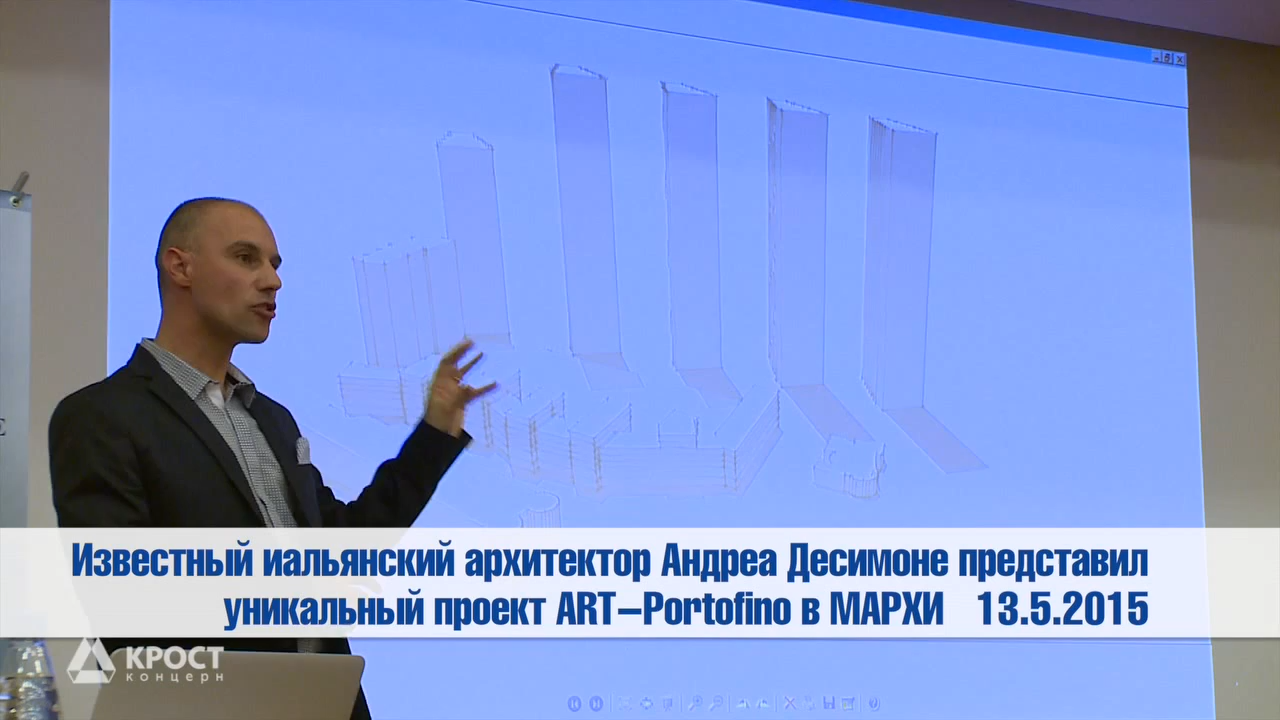 Известный иальянский архитектор Андреа Десимоне представил
уникальный проект ART–Portofino в МАРХИ 13.5.2015
КРОСТ
концерн
E